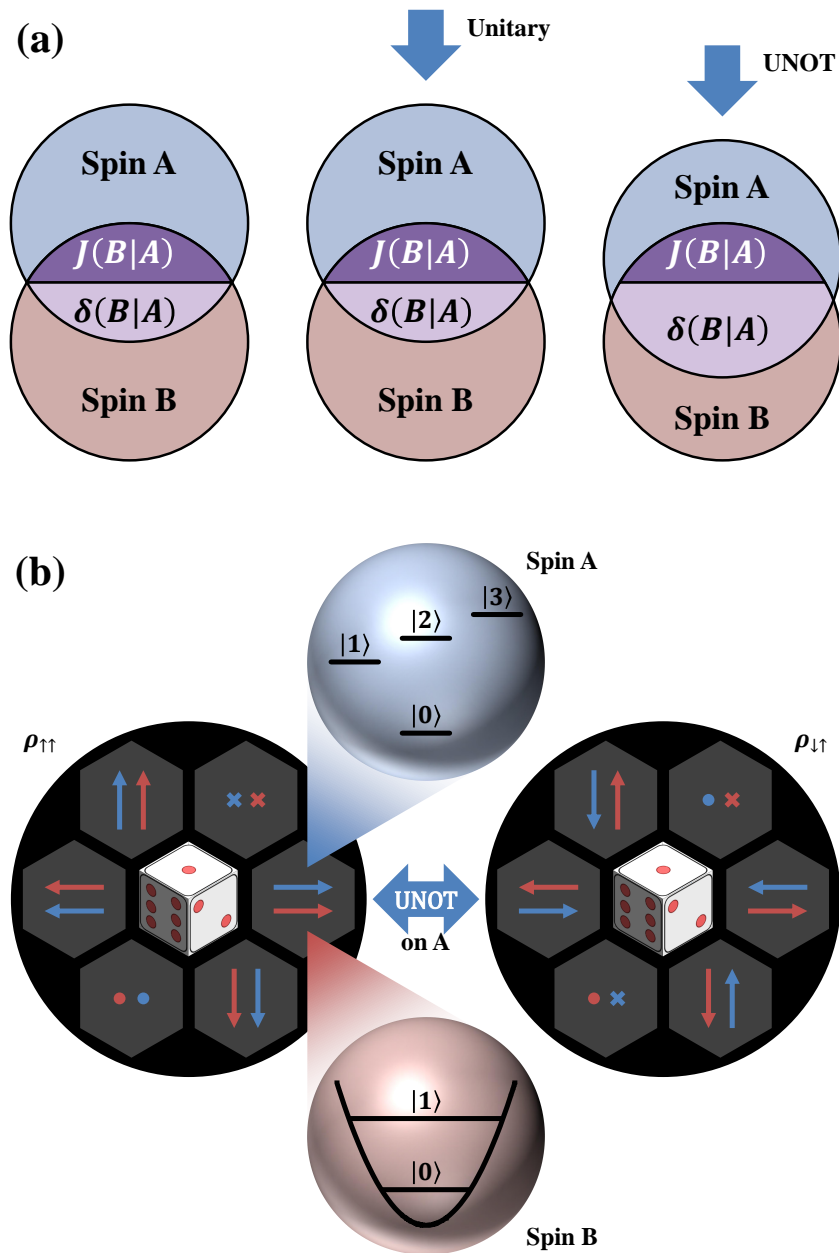 (a)
Unitary
UNOT
Spin A
Spin A
Spin A
J(B|A)
J(B|A)
J(B|A)
δ(B|A)
δ(B|A)
δ(B|A)
Spin B
Spin B
Spin B
(b)
Spin A
|3⟩
|2⟩
|1⟩
|0⟩
ρ↑↑
ρ↓↑
UNOT
on A
|1⟩
|0⟩
Spin B